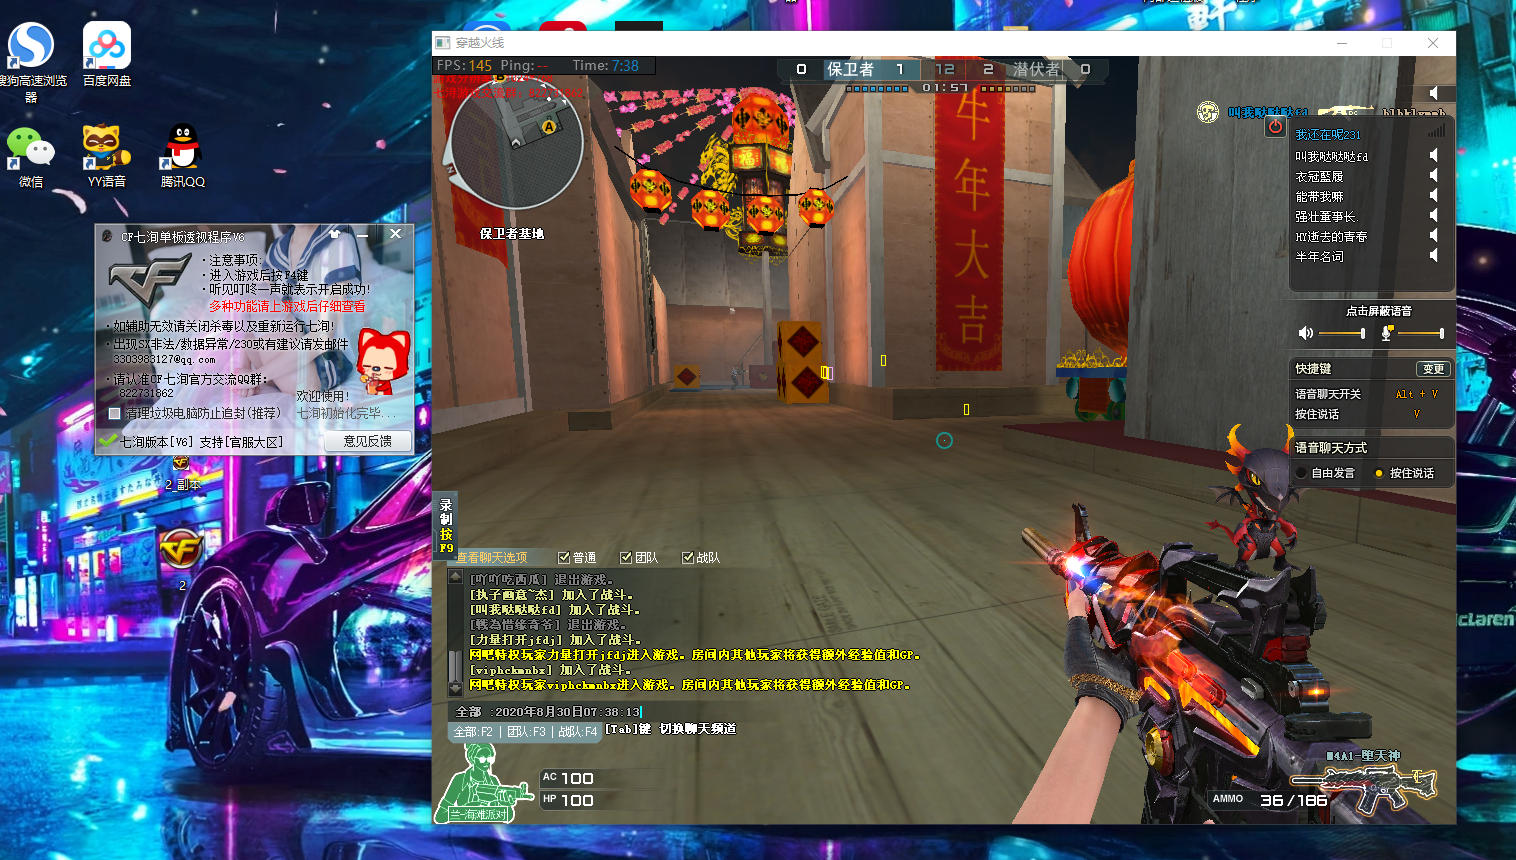 搜狗高速浏览
器
百度网盘
微信
YY语音
腾讯QQ
CF七洵单板透视程序V6
· 注意事项:
· 进入游戏后按F4键
· 听见叮咚一声就表示开启成功!
多种功能请上游戏后仔细查看
· 如辅助无效请关闭杀毒以及重新运行七洵!
· 出现SX非法/数据异常/230或有建议请发邮件
3303983127@qq.com
· 请认准CF七洵官方交流QQ群:
822731862
欢迎使用!
清理垃圾电脑防止追封(推荐)
七洵初始化完毕...
七洵版本[V6] 支持[官服大区]
意见反馈
2_副本
2
穿越火线
FPS:145 Ping:-- Time:7:38
0 保卫者 1 12 2 潜伏者 0
01:57
A
B
N
保卫者基地
福
牛年大吉
叫我哒哒哒fd
我还在呢231
叫我哒哒哒fd
衣冠藍履
能带我嘛
强壮董事长.
HY逝去的青春
半年名词
点击屏蔽语音
快捷键
变更
语音聊天开关 Alt + V
按住说话 V
语音聊天方式
自由发言 按住说话
录制按F9
查看聊天选项 普通 团队 战队
[吖吖吃西瓜] 退出游戏。
[执子画意~杰] 加入了战斗。
[叫我哒哒哒fd] 加入了战斗。
[戰為惜缘奇爷] 退出游戏。
[力量打开jfdj] 加入了战斗。
网吧特权玩家力量打开jfdj进入游戏。房间内其他玩家将获得额外经验值和GP。
[viphckmnbx] 加入了战斗。
网吧特权玩家viphckmnbx进入游戏。房间内其他玩家将获得额外经验值和GP。
全部 :2020年8月30日07:38:13
全部:F2 | 团队:F3 | 战队:F4 [Tab]键 切换聊天频道
AC 100
HP 100
兰-海滩派对
M4A1-堕天神
AMMO 36/186
cLaren